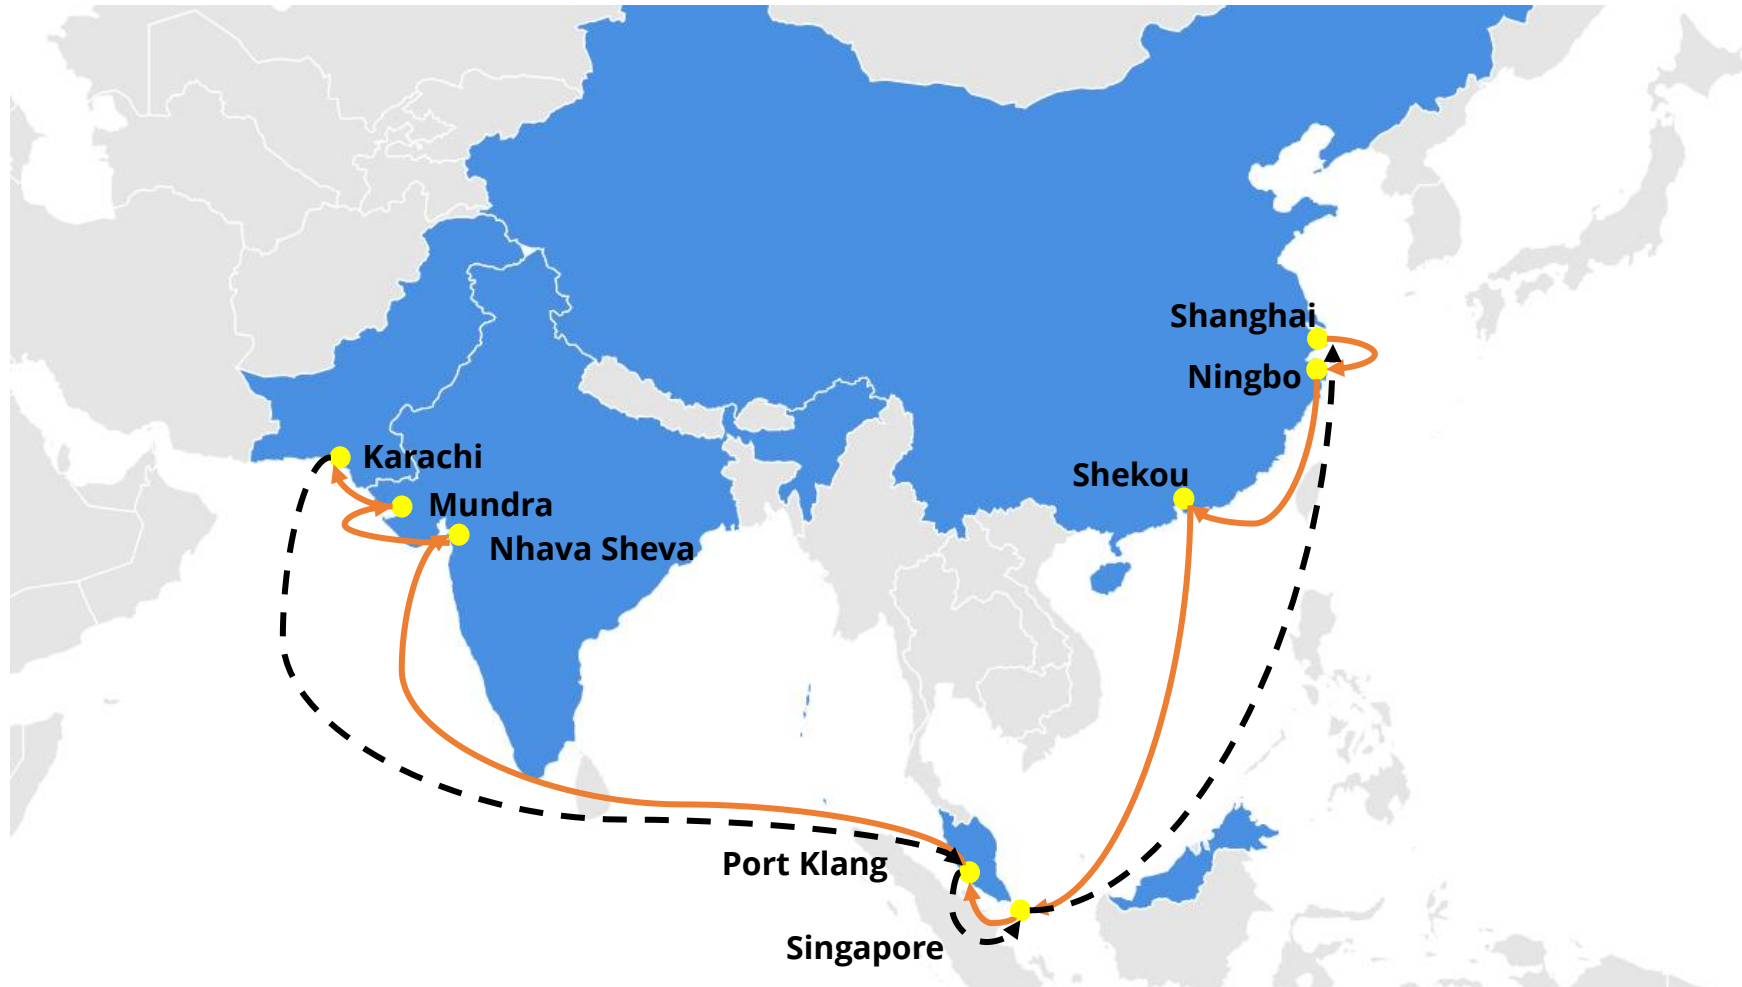 Shanghai
Ningbo
Karachi
Shekou
Mundra
Nhava Sheva
Port Klang
Singapore